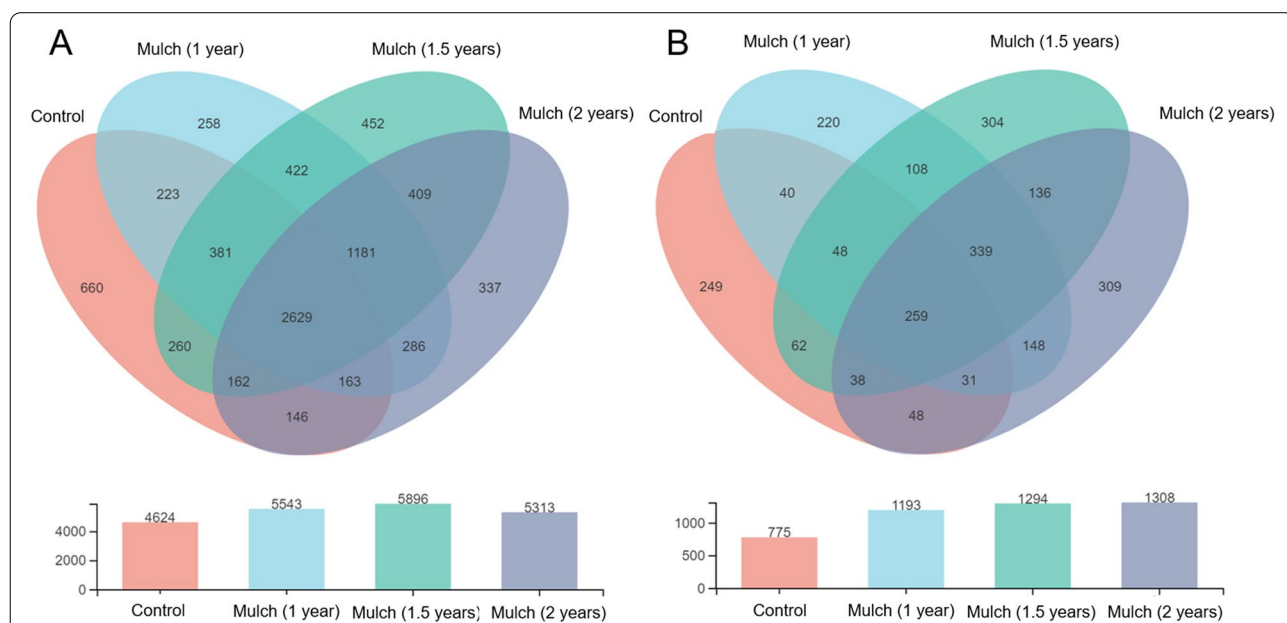 A
B
Mulch (1 year)
Mulch (1.5 years)
Mulch (1 year)
Mulch (1.5 years)
Control
Mulch (2 years)
Control
Mulch (2 years)
258
452
220
304
422
108
223
409
40
136
381
1181
48
339
660
337
249
309
2629
259
260
286
62
148
162
163
38
31
146
48
4624
5543
5896
5313
775
1193
1294
1308
4000
2000
0
1000
500
0
Control
Mulch (1 year)
Mulch (1.5 years)
Mulch (2 years)
Control
Mulch (1 year)
Mulch (1.5 years)
Mulch (2 years)